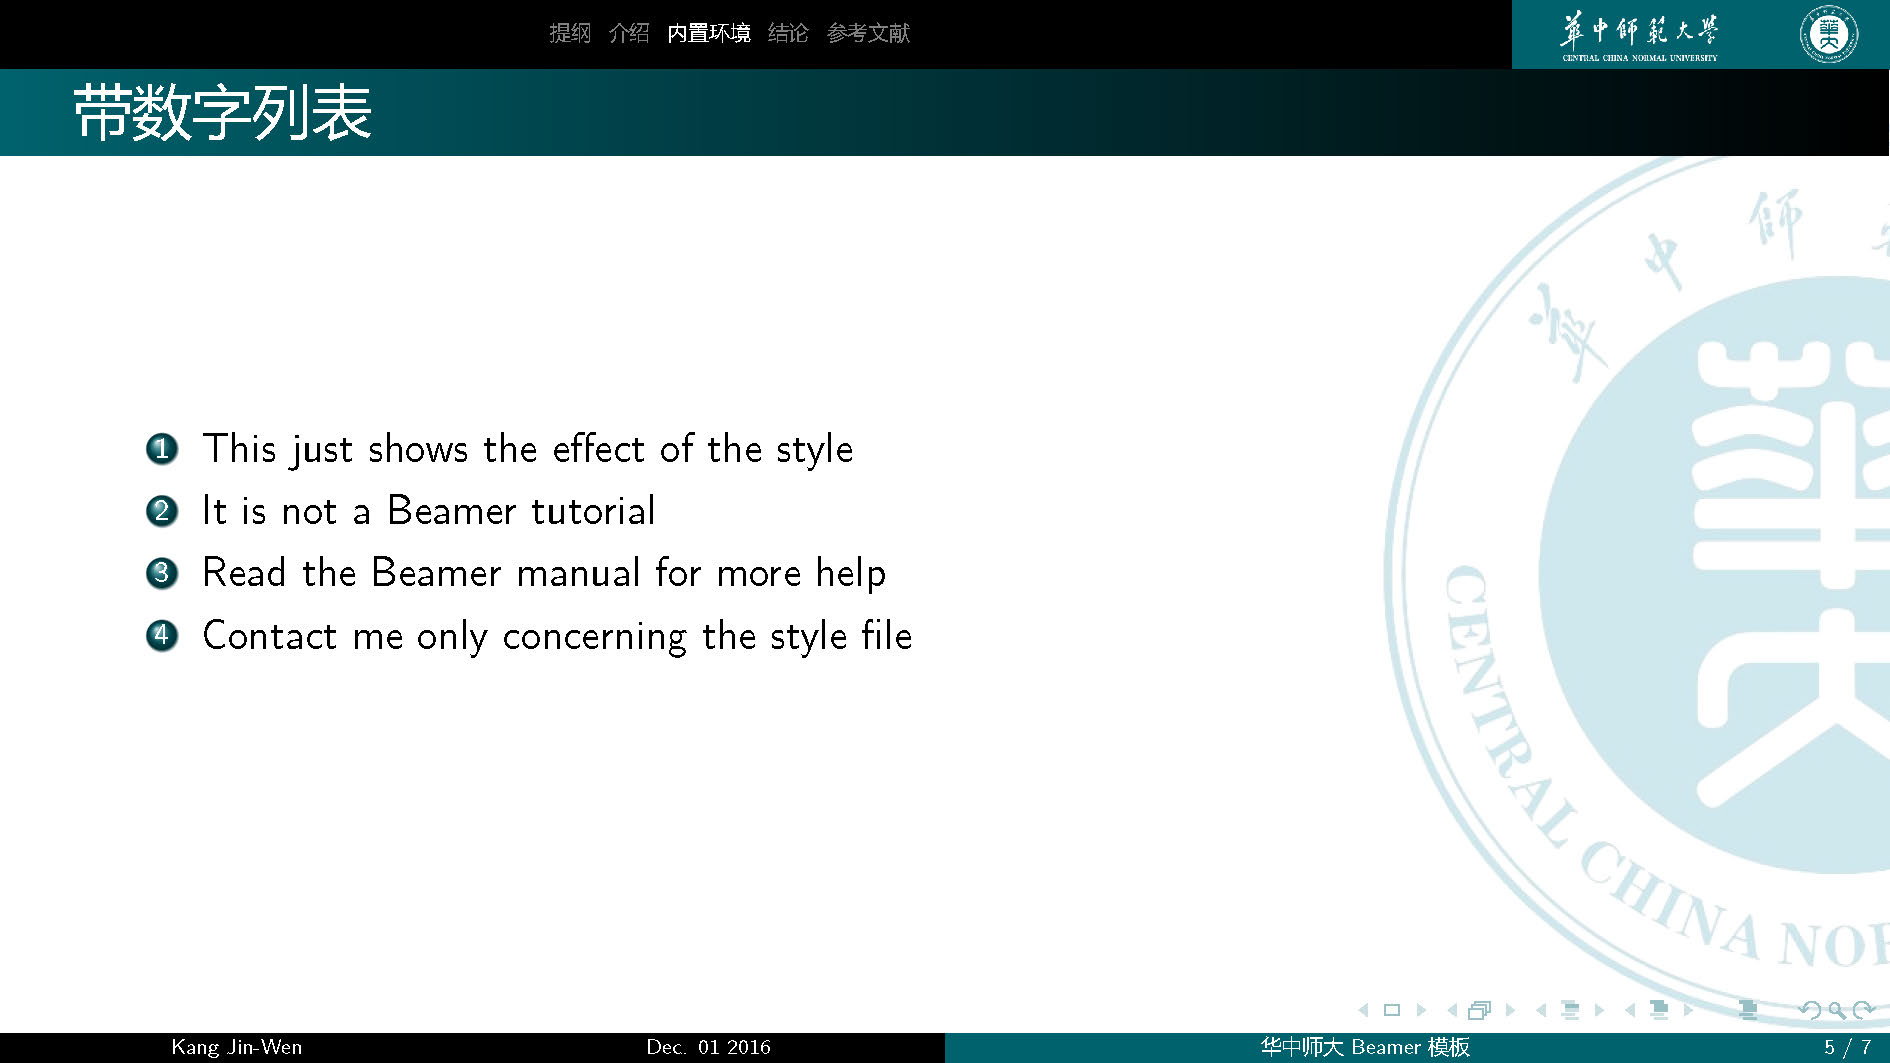 提纲 介绍 内置环境 结论 参考文献
華中師範大學
CENTRAL CHINA NORMAL UNIVERSITY
带数字列表
華中師
CENTRAL CHINA NOR
1 This just shows the effect of the style
2 It is not a Beamer tutorial
3 Read the Beamer manual for more help
4 Contact me only concerning the style file
Kang Jin-Wen Dec. 01 2016 华中师大 Beamer 模板 5 / 7